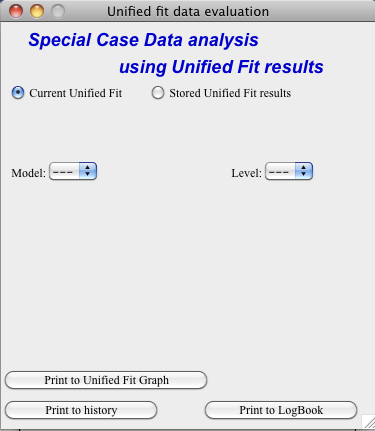 Unified fit data evaluation
Special Case Data analysis
using Unified Fit results
Current Unified Fit Stored Unified Fit results
Model: --- Level: ---
Print to Unified Fit Graph
Print to history Print to LogBook